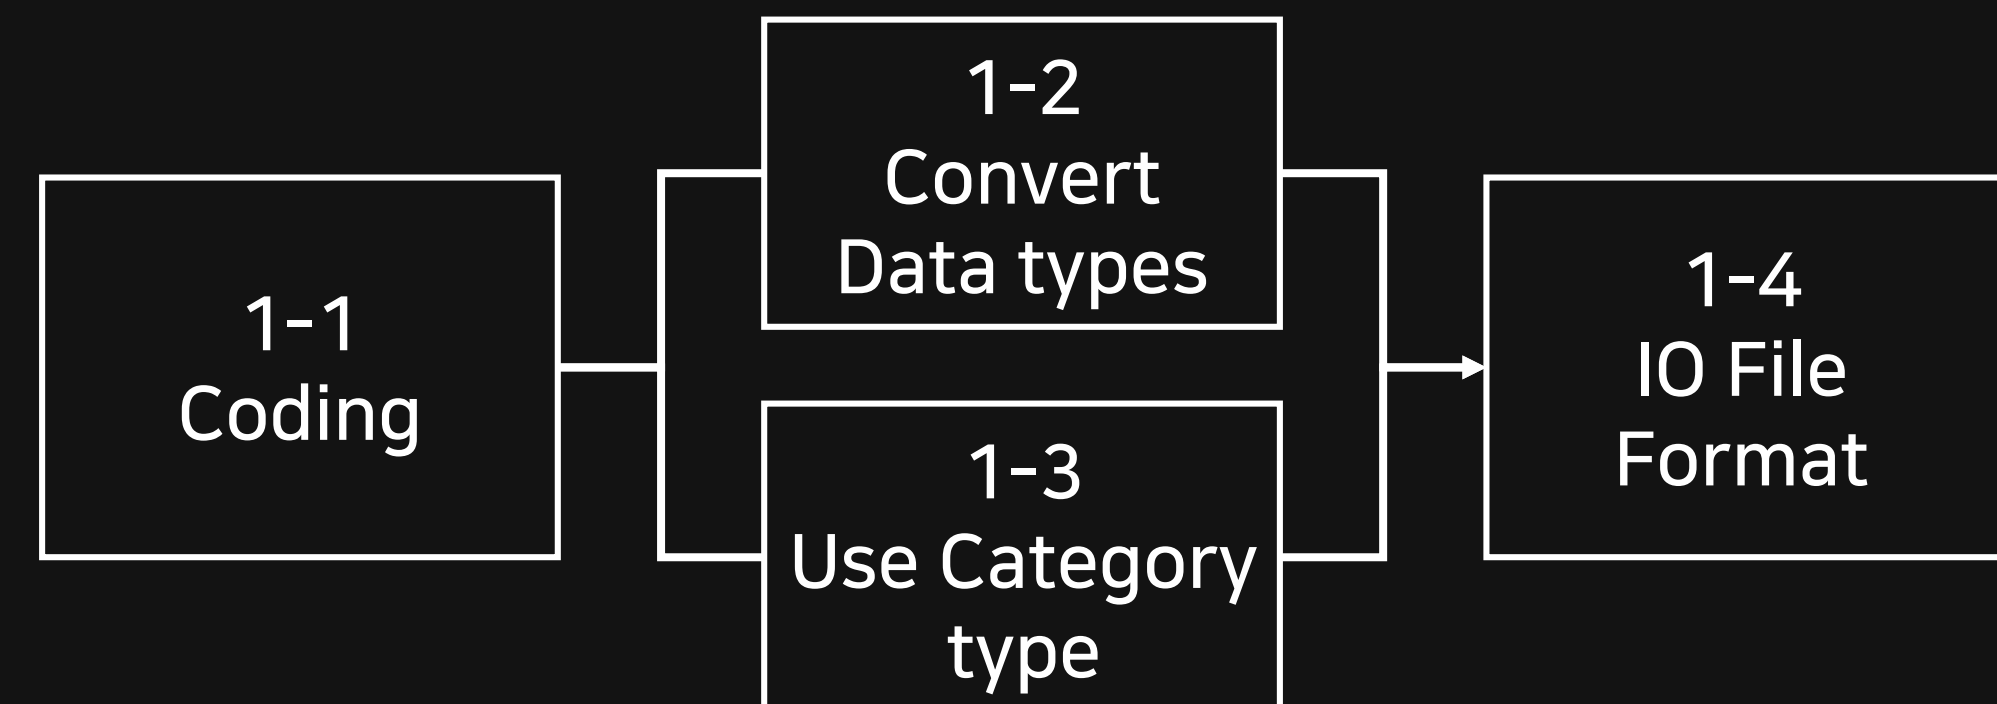 1-1
Coding
1-2
Convert
Data types
1-3
Use Category
type
1-4
IO File
Format